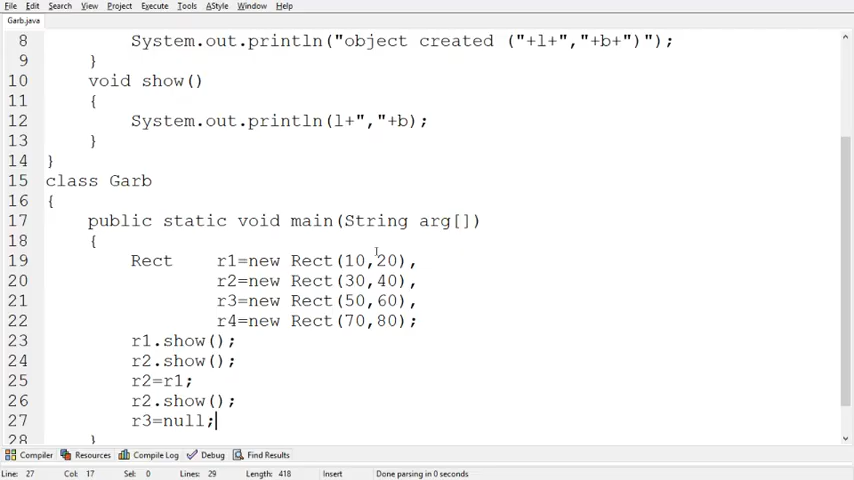 File Edit Search View Project Execute Tools AStyle Window Help
Garb.java
8 System.out.println("object created ("+l+","+b+")");
9 }
10 void show()
11 {
12 System.out.println(l+","+b);
13 }
14 }
15 class Garb
16 {
17 public static void main(String arg[])
18 {
19 Rect r1=new Rect(10,20),
20 r2=new Rect(30,40),
21 r3=new Rect(50,60),
22 r4=new Rect(70,80);
23 r1.show();
24 r2.show();
25 r2=r1;
26 r2.show();
27 r3=null;
28 }
Compiler Resources Compile Log Debug Find Results
Line: 27 Col: 17 Sel: 0 Lines: 29 Length: 418 Insert Done parsing in 0 seconds